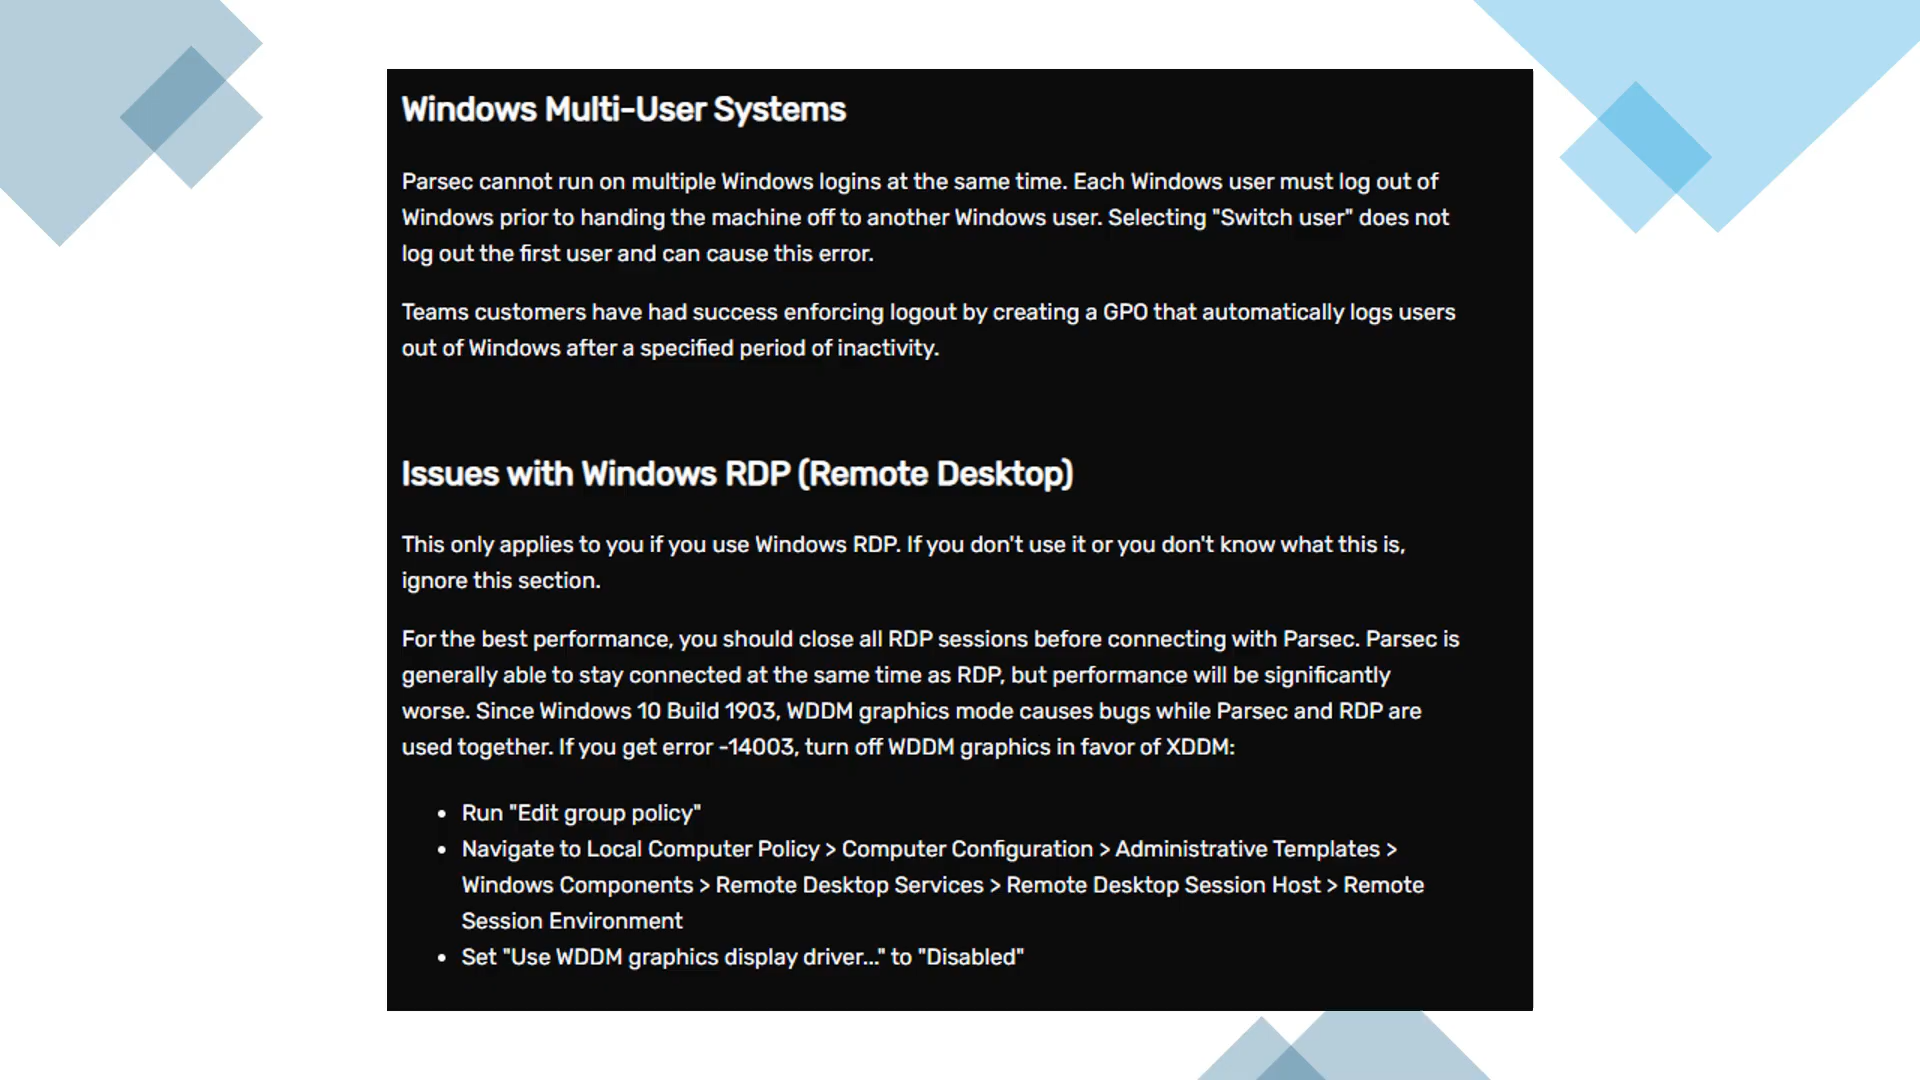 Windows Multi-User Systems
Parsec cannot run on multiple Windows logins at the same time. Each Windows user must log out of
Windows prior to handing the machine off to another Windows user. Selecting "Switch user" does not
log out the first user and can cause this error.
Teams customers have had success enforcing logout by creating a GPO that automatically logs users
out of Windows after a specified period of inactivity.
Issues with Windows RDP (Remote Desktop)
This only applies to you if you use Windows RDP. If you don't use it or you don't know what this is,
ignore this section.
For the best performance, you should close all RDP sessions before connecting with Parsec. Parsec is
generally able to stay connected at the same time as RDP, but performance will be significantly
worse. Since Windows 10 Build 1903, WDDM graphics mode causes bugs while Parsec and RDP are
used together. If you get error -14003, turn off WDDM graphics in favor of XDDM:
• Run "Edit group policy"
• Navigate to Local Computer Policy > Computer Configuration > Administrative Templates >
Windows Components > Remote Desktop Services > Remote Desktop Session Host > Remote
Session Environment
• Set "Use WDDM graphics display driver..." to "Disabled"